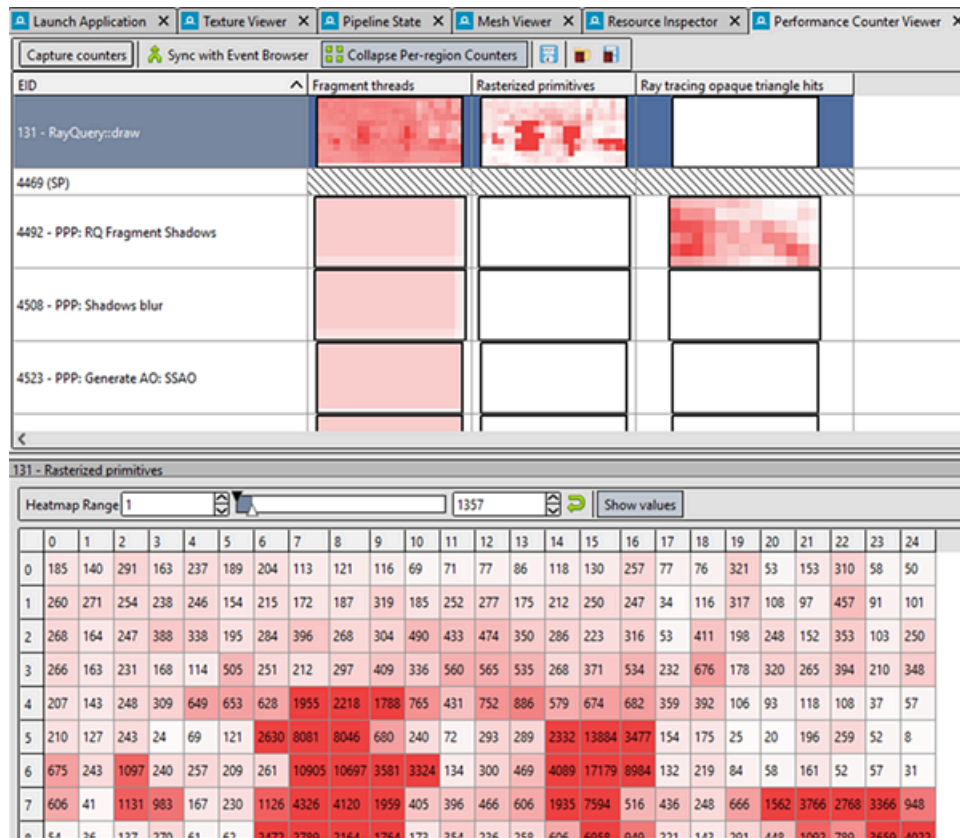 Launch Application X Texture Viewer X Pipeline State X Mesh Viewer X Resource Inspector X Performance Counter Viewer X
Capture counters Sync with Event Browser Collapse Per-region Counters
EID Fragment threads Rasterized primitives Ray tracing opaque triangle hits
131 - RayQuery::draw
4469 (SP)
4492 - PPP: RQ Fragment Shadows
4508 - PPP: Shadows blur
4523 - PPP: Generate AO: SSAO
131 - Rasterized primitives
Heatmap Range 1 1357 Show values
0 1 2 3 4 5 6 7 8 9 10 11 12 13 14 15 16 17 18 19 20 21 22 23 24
0 185 140 291 163 237 189 204 113 121 116 69 71 77 86 118 130 257 77 76 321 53 153 310 58 50
1 260 271 254 238 246 154 215 172 187 319 185 252 277 175 212 250 247 34 116 317 108 97 457 91 101
2 268 164 247 388 338 195 284 396 268 304 490 433 474 350 286 223 316 53 411 198 248 152 353 103 250
3 266 163 231 168 114 505 251 212 297 409 336 560 565 535 268 371 534 232 676 178 320 265 394 210 348
4 207 143 248 309 649 653 628 1955 2218 1788 765 431 752 886 579 674 682 359 392 106 93 118 108 37 57
5 210 127 243 24 69 121 2630 8081 8046 680 240 72 293 289 2332 13884 3477 154 175 25 20 196 259 52 8
6 675 243 1097 240 257 209 261 10905 10697 3581 3324 134 300 469 4089 17179 8984 132 219 84 58 161 52 57 31
7 606 41 1131 983 167 230 1126 4326 4120 1959 405 396 466 606 1935 7594 516 436 248 666 1562 3766 2768 3366 948